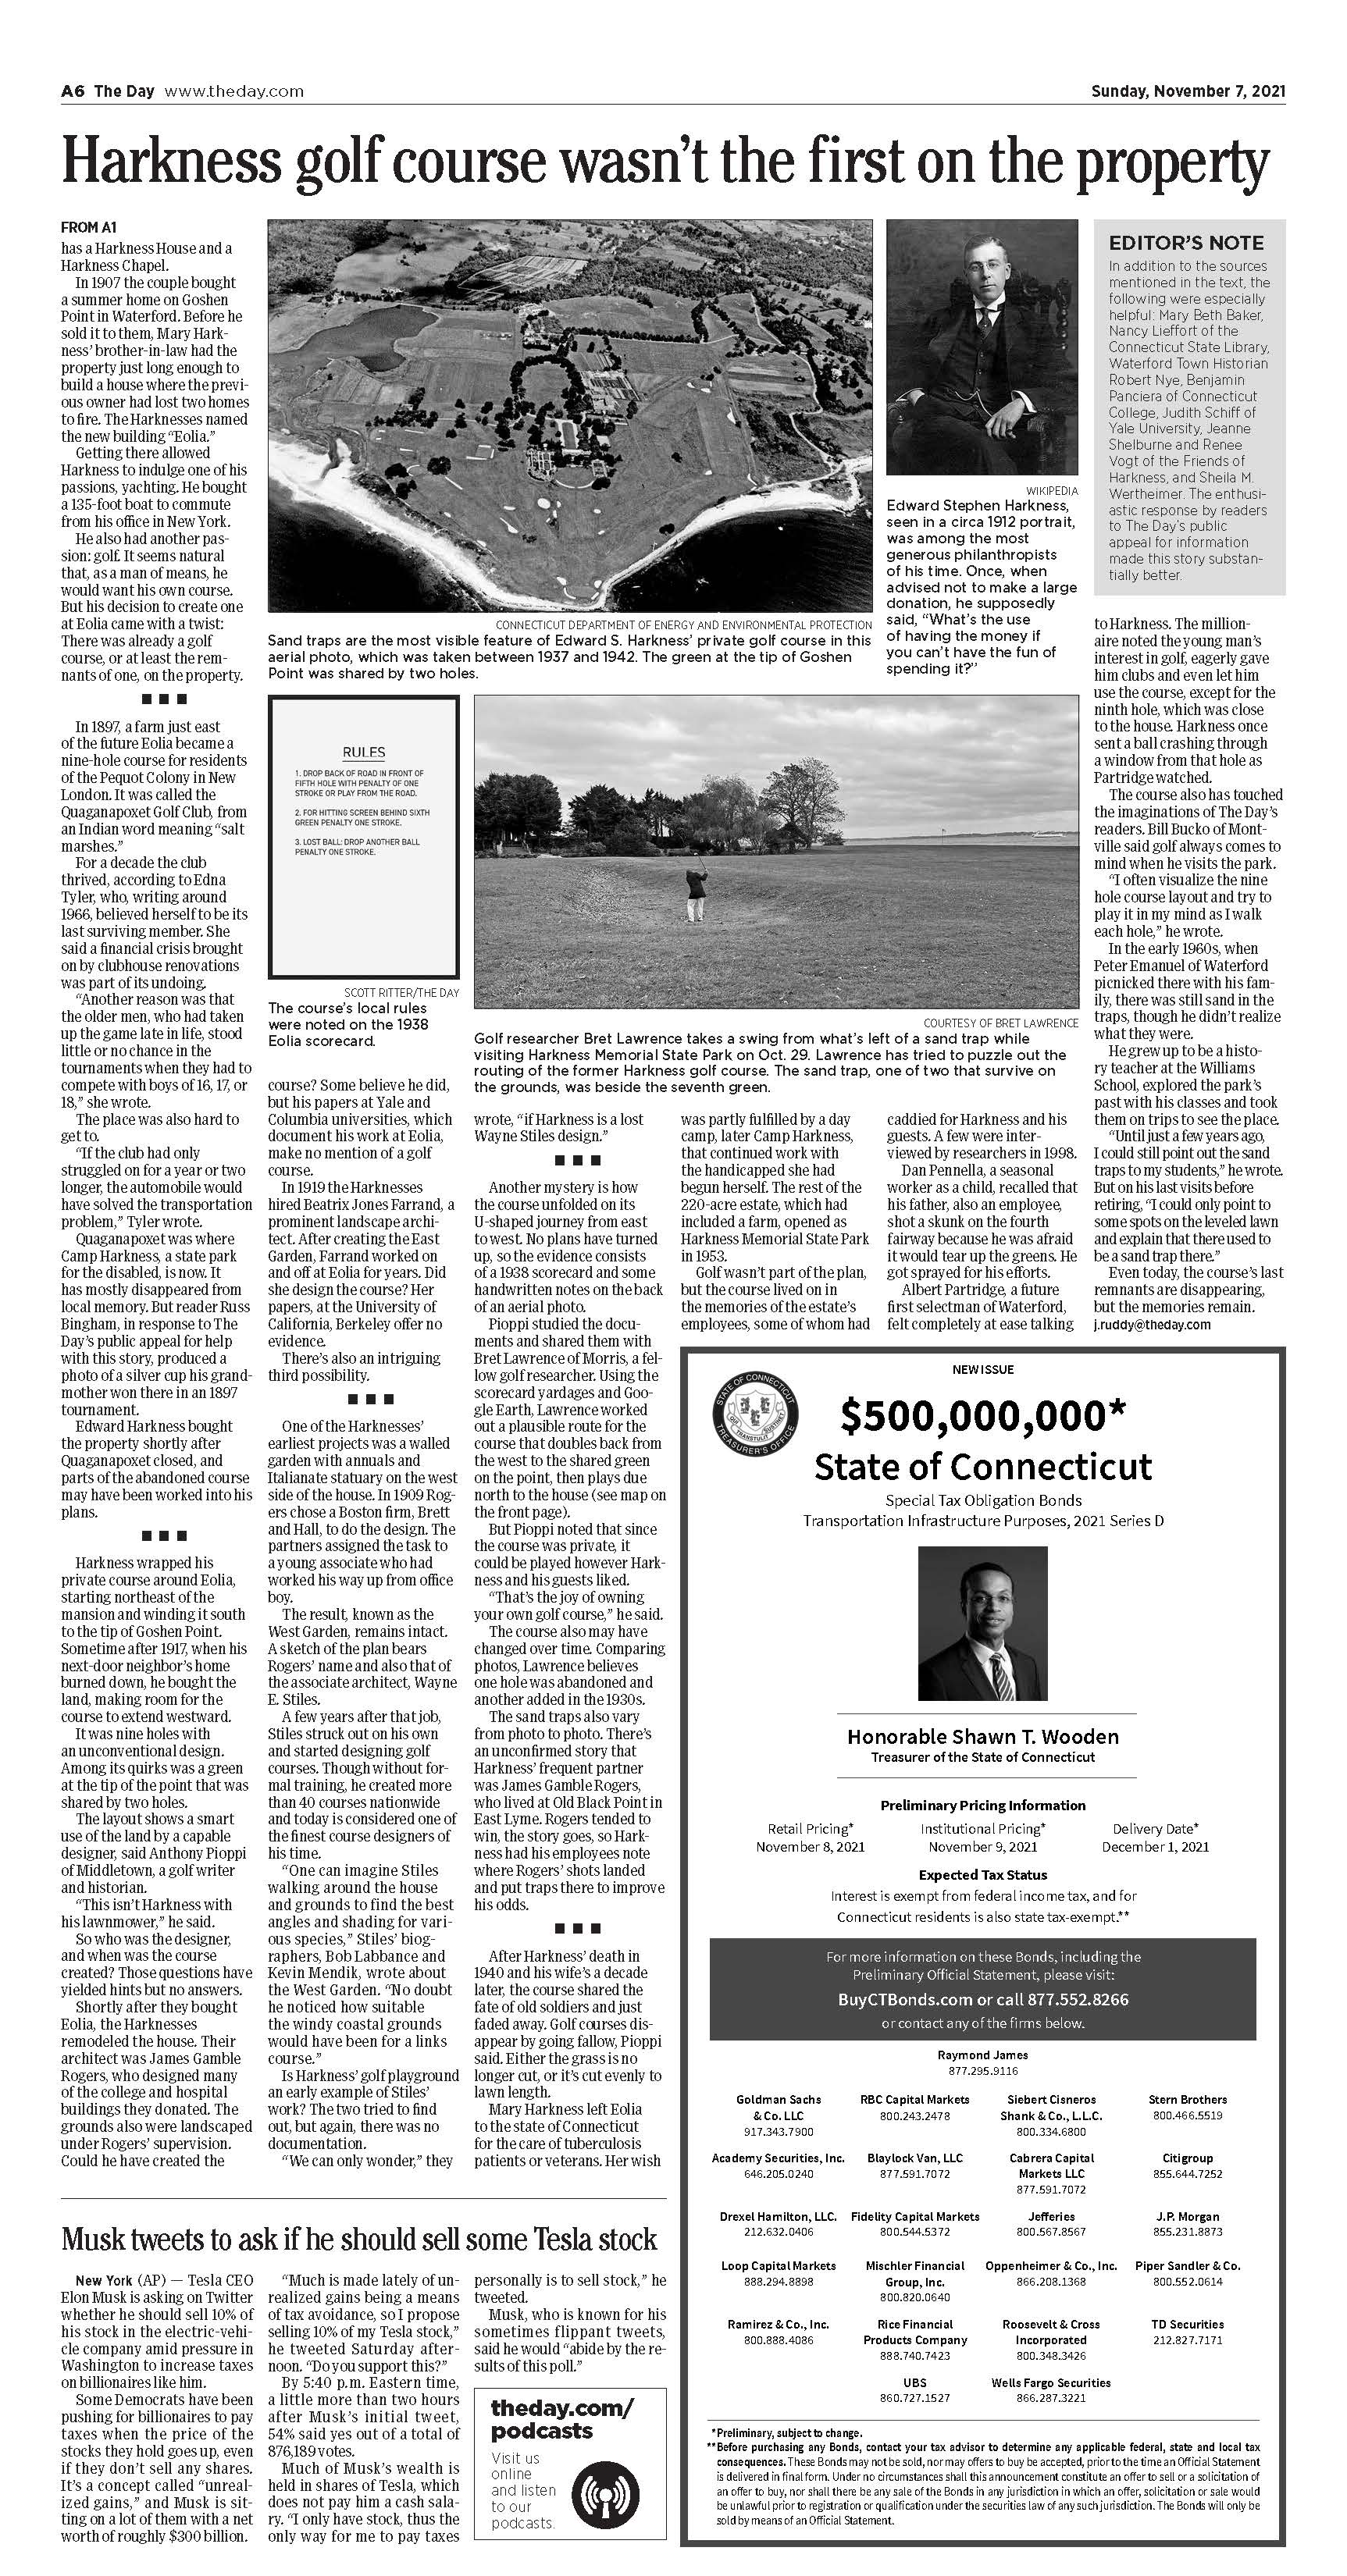 A6 The Day www.theday.com
Sunday, November 7, 2021
Harkness golf course wasn't the first on the property
FROM A1
has a Harkness House and a
Harkness Chapel.
In 1907 the couple bought
a summer home on Goshen
Point in Waterford. Before he
sold it to them, Mary Hark-
ness' brother-in-law had the
property just long enough to
build a house where the previ-
ous owner had lost two homes
to fire. The Harknesses named
the new building "Eolia."
Getting there allowed
Harkness to indulge one of his
passions, yachting. He bought
a 135-foot boat to commute
from his office in New York.
He also had another pas-
sion: golf. It seems natural
that, as a man of means, he
would want his own course.
But his decision to create one
at Eolia came with a twist:
There was already a golf
course, or at least the rem-
nants of one, on the property.
■ ■ ■
In 1897, a farm just east
of the future Eolia became a
nine-hole course for residents
of the Pequot Colony in New
London. It was called the
Quaganapoxet Golf Club, from
an Indian word meaning "salt
marshes."
For a decade the club
thrived, according to Edna
Tyler, who, writing around
1966, believed herself to be its
last surviving member. She
said a financial crisis brought
on by clubhouse renovations
was part of its undoing.
"Another reason was that
the older men, who had taken
up the game late in life, stood
little or no chance in the
tournaments when they had to
compete with boys of 16, 17, or
18," she wrote.
The place was also hard to
get to.
"If the club had only
struggled on for a year or two
longer, the automobile would
have solved the transportation
problem," Tyler wrote.
Quaganapoxet was where
Camp Harkness, a state park
for the disabled, is now. It
has mostly disappeared from
local memory. But reader Russ
Bingham, in response to The
Day's public appeal for help
with this story, produced a
photo of a silver cup his grand-
mother won there in an 1897
tournament.
Edward Harkness bought
the property shortly after
Quaganapoxet closed, and
parts of the abandoned course
may have been worked into his
plans.
■ ■ ■
Harkness wrapped his
private course around Eolia,
starting northeast of the
mansion and winding it south
to the tip of Goshen Point.
Sometime after 1917, when his
next-door neighbor's home
burned down, he bought the
land, making room for the
course to extend westward.
It was nine holes with
an unconventional design.
Among its quirks was a green
at the tip of the point that was
shared by two holes.
The layout shows a smart
use of the land by a capable
designer, said Anthony Pioppi
of Middletown, a golf writer
and historian.
"This isn't Harkness with
his lawnmower," he said.
So who was the designer,
and when was the course
created? Those questions have
yielded hints but no answers.
Shortly after they bought
Eolia, the Harknesses
remodeled the house. Their
architect was James Gamble
Rogers, who designed many
of the college and hospital
buildings they donated. The
grounds also were landscaped
under Rogers' supervision.
Could he have created the
CONNECTICUT DEPARTMENT OF ENERGY AND ENVIRONMENTAL PROTECTION
Sand traps are the most visible feature of Edward S. Harkness' private golf course in this
aerial photo, which was taken between 1937 and 1942. The green at the tip of Goshen
Point was shared by two holes.
WIKIPEDIA
Edward Stephen Harkness,
seen in a circa 1912 portrait,
was among the most
generous philanthropists
of his time. Once, when
advised not to make a large
donation, he supposedly
said, "What's the use
of having the money if
you can't have the fun of
spending it?"
EDITOR'S NOTE
In addition to the sources
mentioned in the text, the
following were especially
helpful: Mary Beth Baker,
Nancy Lieffort of the
Connecticut State Library,
Waterford Town Historian
Robert Nye, Benjamin
Panciera of Connecticut
College, Judith Schiff of
Yale University, Jeanne
Shelburne and Renee
Vogt of the Friends of
Harkness, and Sheila M.
Wertheimer. The enthusi-
astic response by readers
to The Day's public
appeal for information
made this story substan-
tially better.
RULES
1. DROP BACK OF ROAD IN FRONT OF
FIFTH HOLE WITH PENALTY OF ONE
STROKE OR PLAY FROM THE ROAD.
2. FOR HITTING SCREEN BEHIND SIXTH
GREEN PENALTY ONE STROKE.
3. LOST BALL: DROP ANOTHER BALL
PENALTY ONE STROKE.
SCOTT RITTER/THE DAY
The course's local rules
were noted on the 1938
Eolia scorecard.
COURTESY OF BRET LAWRENCE
Golf researcher Bret Lawrence takes a swing from what's left of a sand trap while
visiting Harkness Memorial State Park on Oct. 29. Lawrence has tried to puzzle out the
routing of the former Harkness golf course. The sand trap, one of two that survive on
the grounds, was beside the seventh green.
course? Some believe he did,
but his papers at Yale and
Columbia universities, which
document his work at Eolia,
make no mention of a golf
course.
In 1919 the Harknesses
hired Beatrix Jones Farrand, a
prominent landscape archi-
tect. After creating the East
Garden, Farrand worked on
and off at Eolia for years. Did
she design the course? Her
papers, at the University of
California, Berkeley offer no
evidence.
There's also an intriguing
third possibility.
■ ■ ■
One of the Harknesses'
earliest projects was a walled
garden with annuals and
Italianate statuary on the west
side of the house. In 1909 Rog-
ers chose a Boston firm, Brett
and Hall, to do the design. The
partners assigned the task to
a young associate who had
worked his way up from office
boy.
The result, known as the
West Garden, remains intact.
A sketch of the plan bears
Rogers' name and also that of
the associate architect, Wayne
E. Stiles.
A few years after that job,
Stiles struck out on his own
and started designing golf
courses. Though without for-
mal training, he created more
than 40 courses nationwide
and today is considered one of
the finest course designers of
his time.
"One can imagine Stiles
walking around the house
and grounds to find the best
angles and shading for vari-
ous species," Stiles' biog-
raphers, Bob Labbance and
Kevin Mendik, wrote about
the West Garden. "No doubt
he noticed how suitable
the windy coastal grounds
would have been for a links
course."
Is Harkness' golf playground
an early example of Stiles'
work? The two tried to find
out, but again, there was no
documentation.
"We can only wonder," they
wrote, "if Harkness is a lost
Wayne Stiles design."
■ ■ ■
Another mystery is how
the course unfolded on its
U-shaped journey from east
to west. No plans have turned
up, so the evidence consists
of a 1938 scorecard and some
handwritten notes on the back
of an aerial photo.
Pioppi studied the docu-
ments and shared them with
Bret Lawrence of Morris, a fel-
low golf researcher. Using the
scorecard yardages and Goo-
gle Earth, Lawrence worked
out a plausible route for the
course that doubles back from
the west to the shared green
on the point, then plays due
north to the house (see map on
the front page).
But Pioppi noted that since
the course was private, it
could be played however Hark-
ness and his guests liked.
"That's the joy of owning
your own golf course," he said.
The course also may have
changed over time. Comparing
photos, Lawrence believes
one hole was abandoned and
another added in the 1930s.
The sand traps also vary
from photo to photo. There's
an unconfirmed story that
Harkness' frequent partner
was James Gamble Rogers,
who lived at Old Black Point in
East Lyme. Rogers tended to
win, the story goes, so Hark-
ness had his employees note
where Rogers' shots landed
and put traps there to improve
his odds.
■ ■ ■
After Harkness' death in
1940 and his wife's a decade
later, the course shared the
fate of old soldiers and just
faded away. Golf courses dis-
appear by going fallow, Pioppi
said. Either the grass is no
longer cut, or it's cut evenly to
lawn length.
Mary Harkness left Eolia
to the state of Connecticut
for the care of tuberculosis
patients or veterans. Her wish
was partly fulfilled by a day
camp, later Camp Harkness,
that continued work with
the handicapped she had
begun herself. The rest of the
220-acre estate, which had
included a farm, opened as
Harkness Memorial State Park
in 1953.
Golf wasn't part of the plan,
but the course lived on in
the memories of the estate's
employees, some of whom had
caddied for Harkness and his
guests. A few were inter-
viewed by researchers in 1998.
Dan Pennella, a seasonal
worker as a child, recalled that
his father, also an employee,
shot a skunk on the fourth
fairway because he was afraid
it would tear up the greens. He
got sprayed for his efforts.
Albert Partridge, a future
first selectman of Waterford,
felt completely at ease talking
to Harkness. The million-
aire noted the young man's
interest in golf, eagerly gave
him clubs and even let him
use the course, except for the
ninth hole, which was close
to the house. Harkness once
sent a ball crashing through
a window from that hole as
Partridge watched.
The course also has touched
the imaginations of The Day's
readers. Bill Bucko of Mont-
ville said golf always comes to
mind when he visits the park.
"I often visualize the nine
hole course layout and try to
play it in my mind as I walk
each hole," he wrote.
In the early 1960s, when
Peter Emanuel of Waterford
picnicked there with his fam-
ily, there was still sand in the
traps, though he didn't realize
what they were.
He grew up to be a histo-
ry teacher at the Williams
School, explored the park's
past with his classes and took
them on trips to see the place.
"Until just a few years ago,
I could still point out the sand
traps to my students," he wrote.
But on his last visits before
retiring, "I could only point to
some spots on the leveled lawn
and explain that there used to
be a sand trap there."
Even today, the course's last
remnants are disappearing,
but the memories remain.
j.ruddy@theday.com
Musk tweets to ask if he should sell some Tesla stock
New York (AP) — Tesla CEO
Elon Musk is asking on Twitter
whether he should sell 10% of
his stock in the electric-vehi-
cle company amid pressure in
Washington to increase taxes
on billionaires like him.
Some Democrats have been
pushing for billionaires to pay
taxes when the price of the
stocks they hold goes up, even
if they don't sell any shares.
It's a concept called "unreal-
ized gains," and Musk is sit-
ting on a lot of them with a net
worth of roughly $300 billion.
"Much is made lately of un-
realized gains being a means
of tax avoidance, so I propose
selling 10% of my Tesla stock,"
he tweeted Saturday after-
noon. "Do you support this?"
By 5:40 p.m. Eastern time,
a little more than two hours
after Musk's initial tweet,
54% said yes out of a total of
876,189 votes.
Much of Musk's wealth is
held in shares of Tesla, which
does not pay him a cash sala-
ry. "I only have stock, thus the
only way for me to pay taxes
personally is to sell stock," he
tweeted.
Musk, who is known for his
sometimes flippant tweets,
said he would "abide by the re-
sults of this poll."
theday.com/
podcasts
Visit us
online
and listen
to our
podcasts.
STATE OF CONNECTICUT
TREASURER'S OFFICE
NEW ISSUE
$500,000,000*
State of Connecticut
Special Tax Obligation Bonds
Transportation Infrastructure Purposes, 2021 Series D
Honorable Shawn T. Wooden
Treasurer of the State of Connecticut
Preliminary Pricing Information
Retail Pricing* Institutional Pricing* Delivery Date*
November 8, 2021 November 9, 2021 December 1, 2021
Expected Tax Status
Interest is exempt from federal income tax, and for
Connecticut residents is also state tax-exempt.**
For more information on these Bonds, including the
Preliminary Official Statement, please visit:
BuyCTBonds.com or call 877.552.8266
or contact any of the firms below.
Raymond James
877.295.9116
Goldman Sachs
& Co. LLC
917.343.7900
RBC Capital Markets
800.243.2478
Siebert Cisneros
Shank & Co., L.L.C.
800.334.6800
Stern Brothers
800.466.5519
Academy Securities, Inc.
646.205.0240
Blaylock Van, LLC
877.591.7072
Cabrera Capital
Markets LLC
877.591.7072
Citigroup
855.644.7252
Drexel Hamilton, LLC.
212.632.0406
Fidelity Capital Markets
800.544.5372
Jefferies
800.567.8567
J.P. Morgan
855.231.8873
Loop Capital Markets
888.294.8898
Mischler Financial
Group, Inc.
800.820.0640
Oppenheimer & Co., Inc.
866.208.1368
Piper Sandler & Co.
800.552.0614
Ramirez & Co., Inc.
800.888.4086
Rice Financial
Products Company
888.740.7423
Roosevelt & Cross
Incorporated
800.348.3426
TD Securities
212.827.7171
UBS
860.727.1527
Wells Fargo Securities
866.287.3221
*Preliminary, subject to change.
**Before purchasing any Bonds, contact your tax advisor to determine any applicable federal, state and local tax
consequences. These Bonds may not be sold, nor may offers to buy be accepted, prior to the time an Official Statement
is delivered in final form. Under no circumstances shall this announcement constitute an offer to sell or a solicitation of
an offer to buy, nor shall there be any sale of the Bonds in any jurisdiction in which an offer, solicitation or sale would
be unlawful prior to registration or qualification under the securities law of any such jurisdiction. The Bonds will only be
sold by means of an Official Statement.